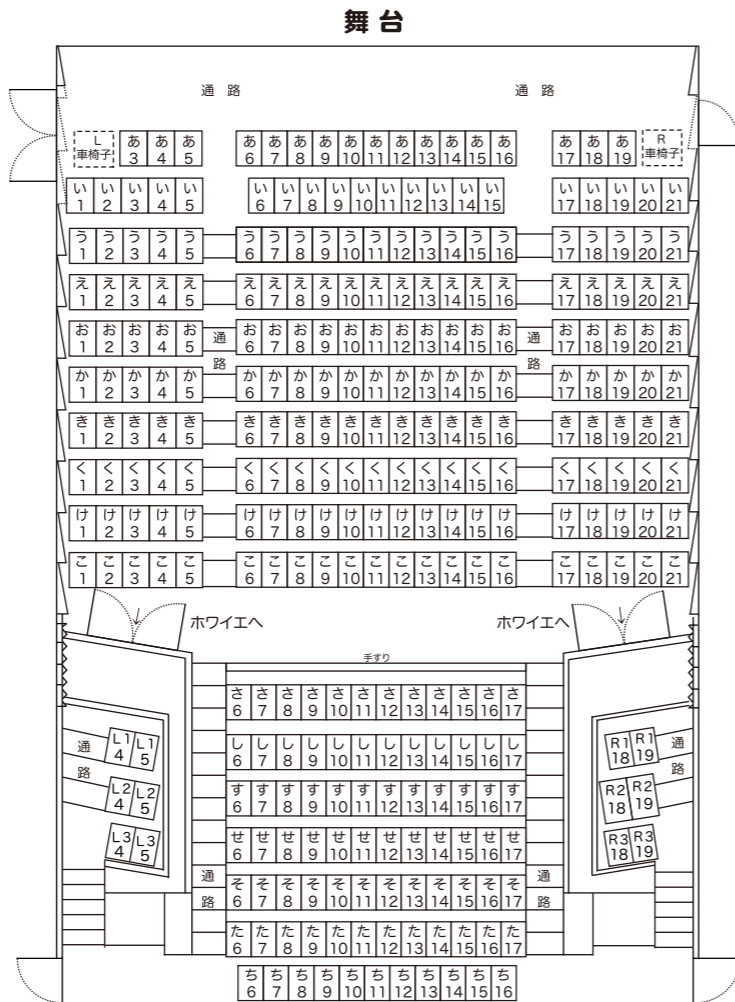 舞台
通 路 通 路
L 車椅子 あ3 あ4 あ5 あ6 あ7 あ8 あ9 あ10 あ11 あ12 あ13 あ14 あ15 あ16 あ17 あ18 あ19 R 車椅子
い1 い2 い3 い4 い5 い6 い7 い8 い9 い10 い11 い12 い13 い14 い15 い17 い18 い19 い20 い21
う1 う2 う3 う4 う5 う6 う7 う8 う9 う10 う11 う12 う13 う14 う15 う16 う17 う18 う19 う20 う21
え1 え2 え3 え4 え5 え6 え7 え8 え9 え10 え11 え12 え13 え14 え15 え16 え17 え18 え19 え20 え21
お1 お2 お3 お4 お5 通路 お6 お7 お8 お9 お10 お11 お12 お13 お14 お15 お16 通路 お17 お18 お19 お20 お21
か1 か2 か3 か4 か5 か6 か7 か8 か9 か10 か11 か12 か13 か14 か15 か16 か17 か18 か19 か20 か21
き1 き2 き3 き4 き5 き6 き7 き8 き9 き10 き11 き12 き13 き14 き15 き16 き17 き18 き19 き20 き21
く1 く2 く3 く4 く5 く6 く7 く8 く9 く10 く11 く12 く13 く14 く15 く16 く17 く18 く19 く20 く21
け1 け2 け3 け4 け5 け6 け7 け8 け9 け10 け11 け12 け13 け14 け15 け16 け17 け18 け19 け20 け21
こ1 こ2 こ3 こ4 こ5 こ6 こ7 こ8 こ9 こ10 こ11 こ12 こ13 こ14 こ15 こ16 こ17 こ18 こ19 こ20 こ21
ホワイエへ ホワイエへ
手すり
さ6 さ7 さ8 さ9 さ10 さ11 さ12 さ13 さ14 さ15 さ16 さ17
通路 L1 4 L1 5 し6 し7 し8 し9 し10 し11 し12 し13 し14 し15 し16 し17 R1 18 R1 19 通路
L2 4 L2 5 す6 す7 す8 す9 す10 す11 す12 す13 す14 す15 す16 す17 R2 18 R2 19
L3 4 L3 5 せ6 せ7 せ8 せ9 せ10 せ11 せ12 せ13 せ14 せ15 せ16 せ17 R3 18 R3 19
通路 そ6 そ7 そ8 そ9 そ10 そ11 そ12 そ13 そ14 そ15 そ16 そ17 通路
た6 た7 た8 た9 た10 た11 た12 た13 た14 た15 た16 た17
ち6 ち7 ち8 ち9 ち10 ち11 ち12 ち13 ち14 ち15 ち16